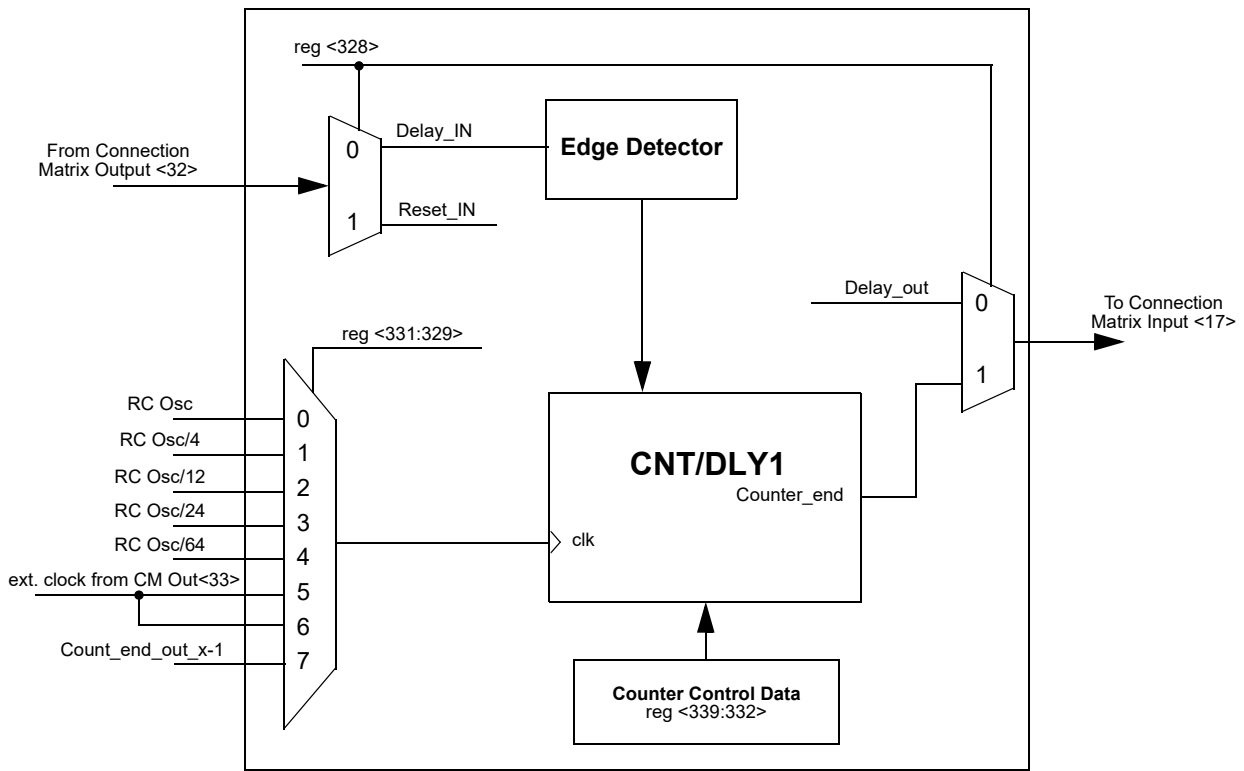 reg <328>
From Connection
Matrix Output <32>
0
Delay_IN
Edge Detector
1
Reset_IN
Delay_out
0
To Connection
Matrix Input <17>
1
reg <331:329>
RC Osc
0
RC Osc/4
1
RC Osc/12
2
RC Osc/24
3
RC Osc/64
4
ext. clock from CM Out<33>
5
6
Count_end_out_x-1
7
CNT/DLY1
Counter_end
clk
Counter Control Data
reg <339:332>